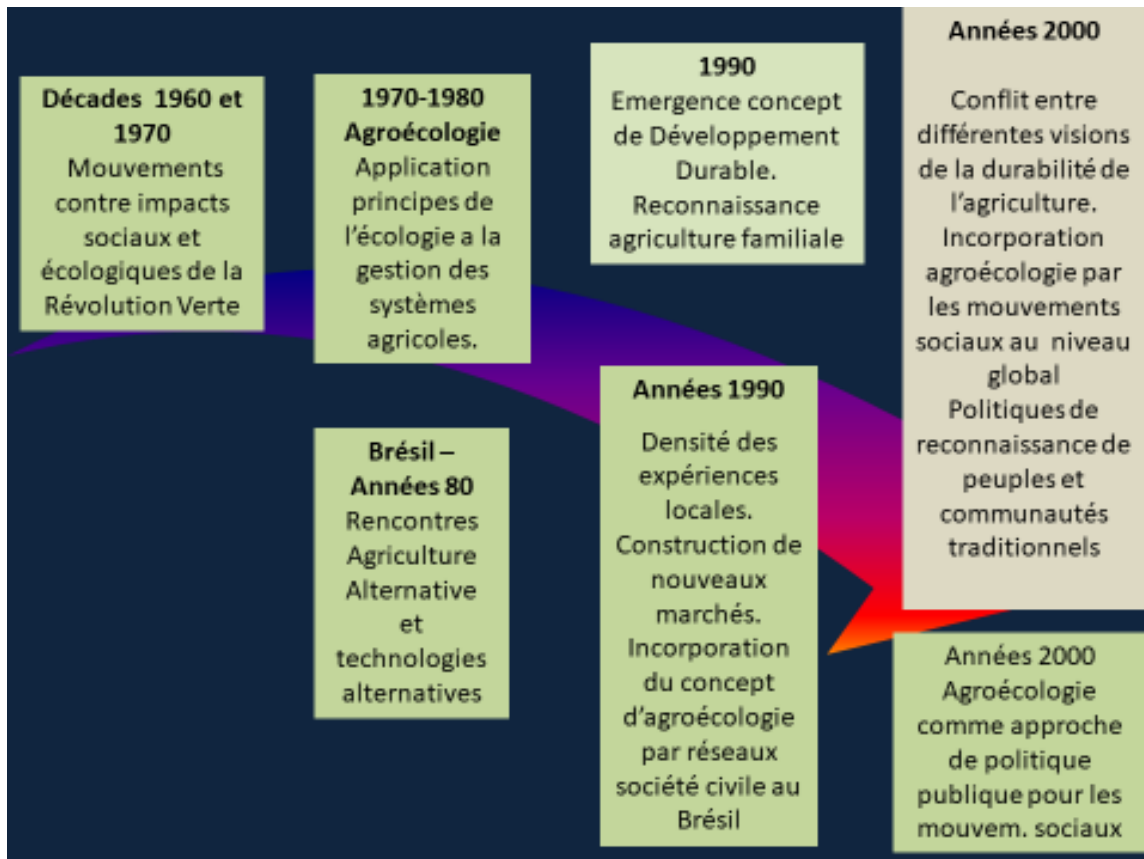 Décades 1960 et
1970
Mouvements
contre impacts
sociaux et
écologiques de la
Révolution Verte
1970-1980
Agroécologie
Application
principes de
l'écologie a la
gestion des
systèmes
agricoles.
Brésil –
Années 80
Rencontres
Agriculture
Alternative
et
technologies
alternatives
1990
Emergence concept
de Développement
Durable.
Reconnaissance
agriculture familiale
Années 1990
Densité des
expériences
locales.
Construction de
nouveaux
marchés.
Incorporation
du concept
d'agroécologie
par réseaux
société civile au
Brésil
Années 2000
Conflit entre
différentes visions
de la durabilité de
l'agriculture.
Incorporation
agroécologie par
les mouvements
sociaux au niveau
global
Politiques de
reconnaissance de
peuples et
communautés
traditionnels
Années 2000
Agroécologie
comme approche
de politique
publique pour les
mouvem. sociaux